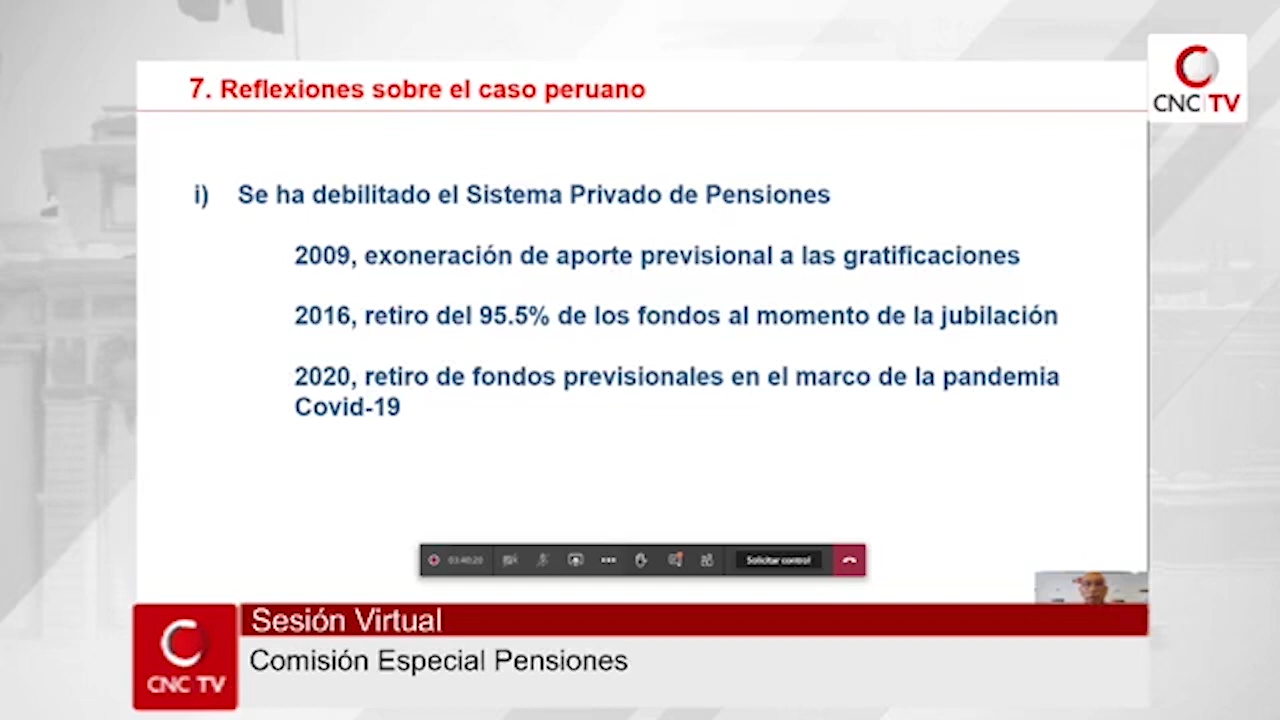 7. Reflexiones sobre el caso peruano
CNC TV
i) Se ha debilitado el Sistema Privado de Pensiones
2009, exoneración de aporte previsional a las gratificaciones
2016, retiro del 95.5% de los fondos al momento de la jubilación
2020, retiro de fondos previsionales en el marco de la pandemia
Covid-19
03:40:20
Solicitar control
Sesión Virtual
Comisión Especial Pensiones
CNC TV